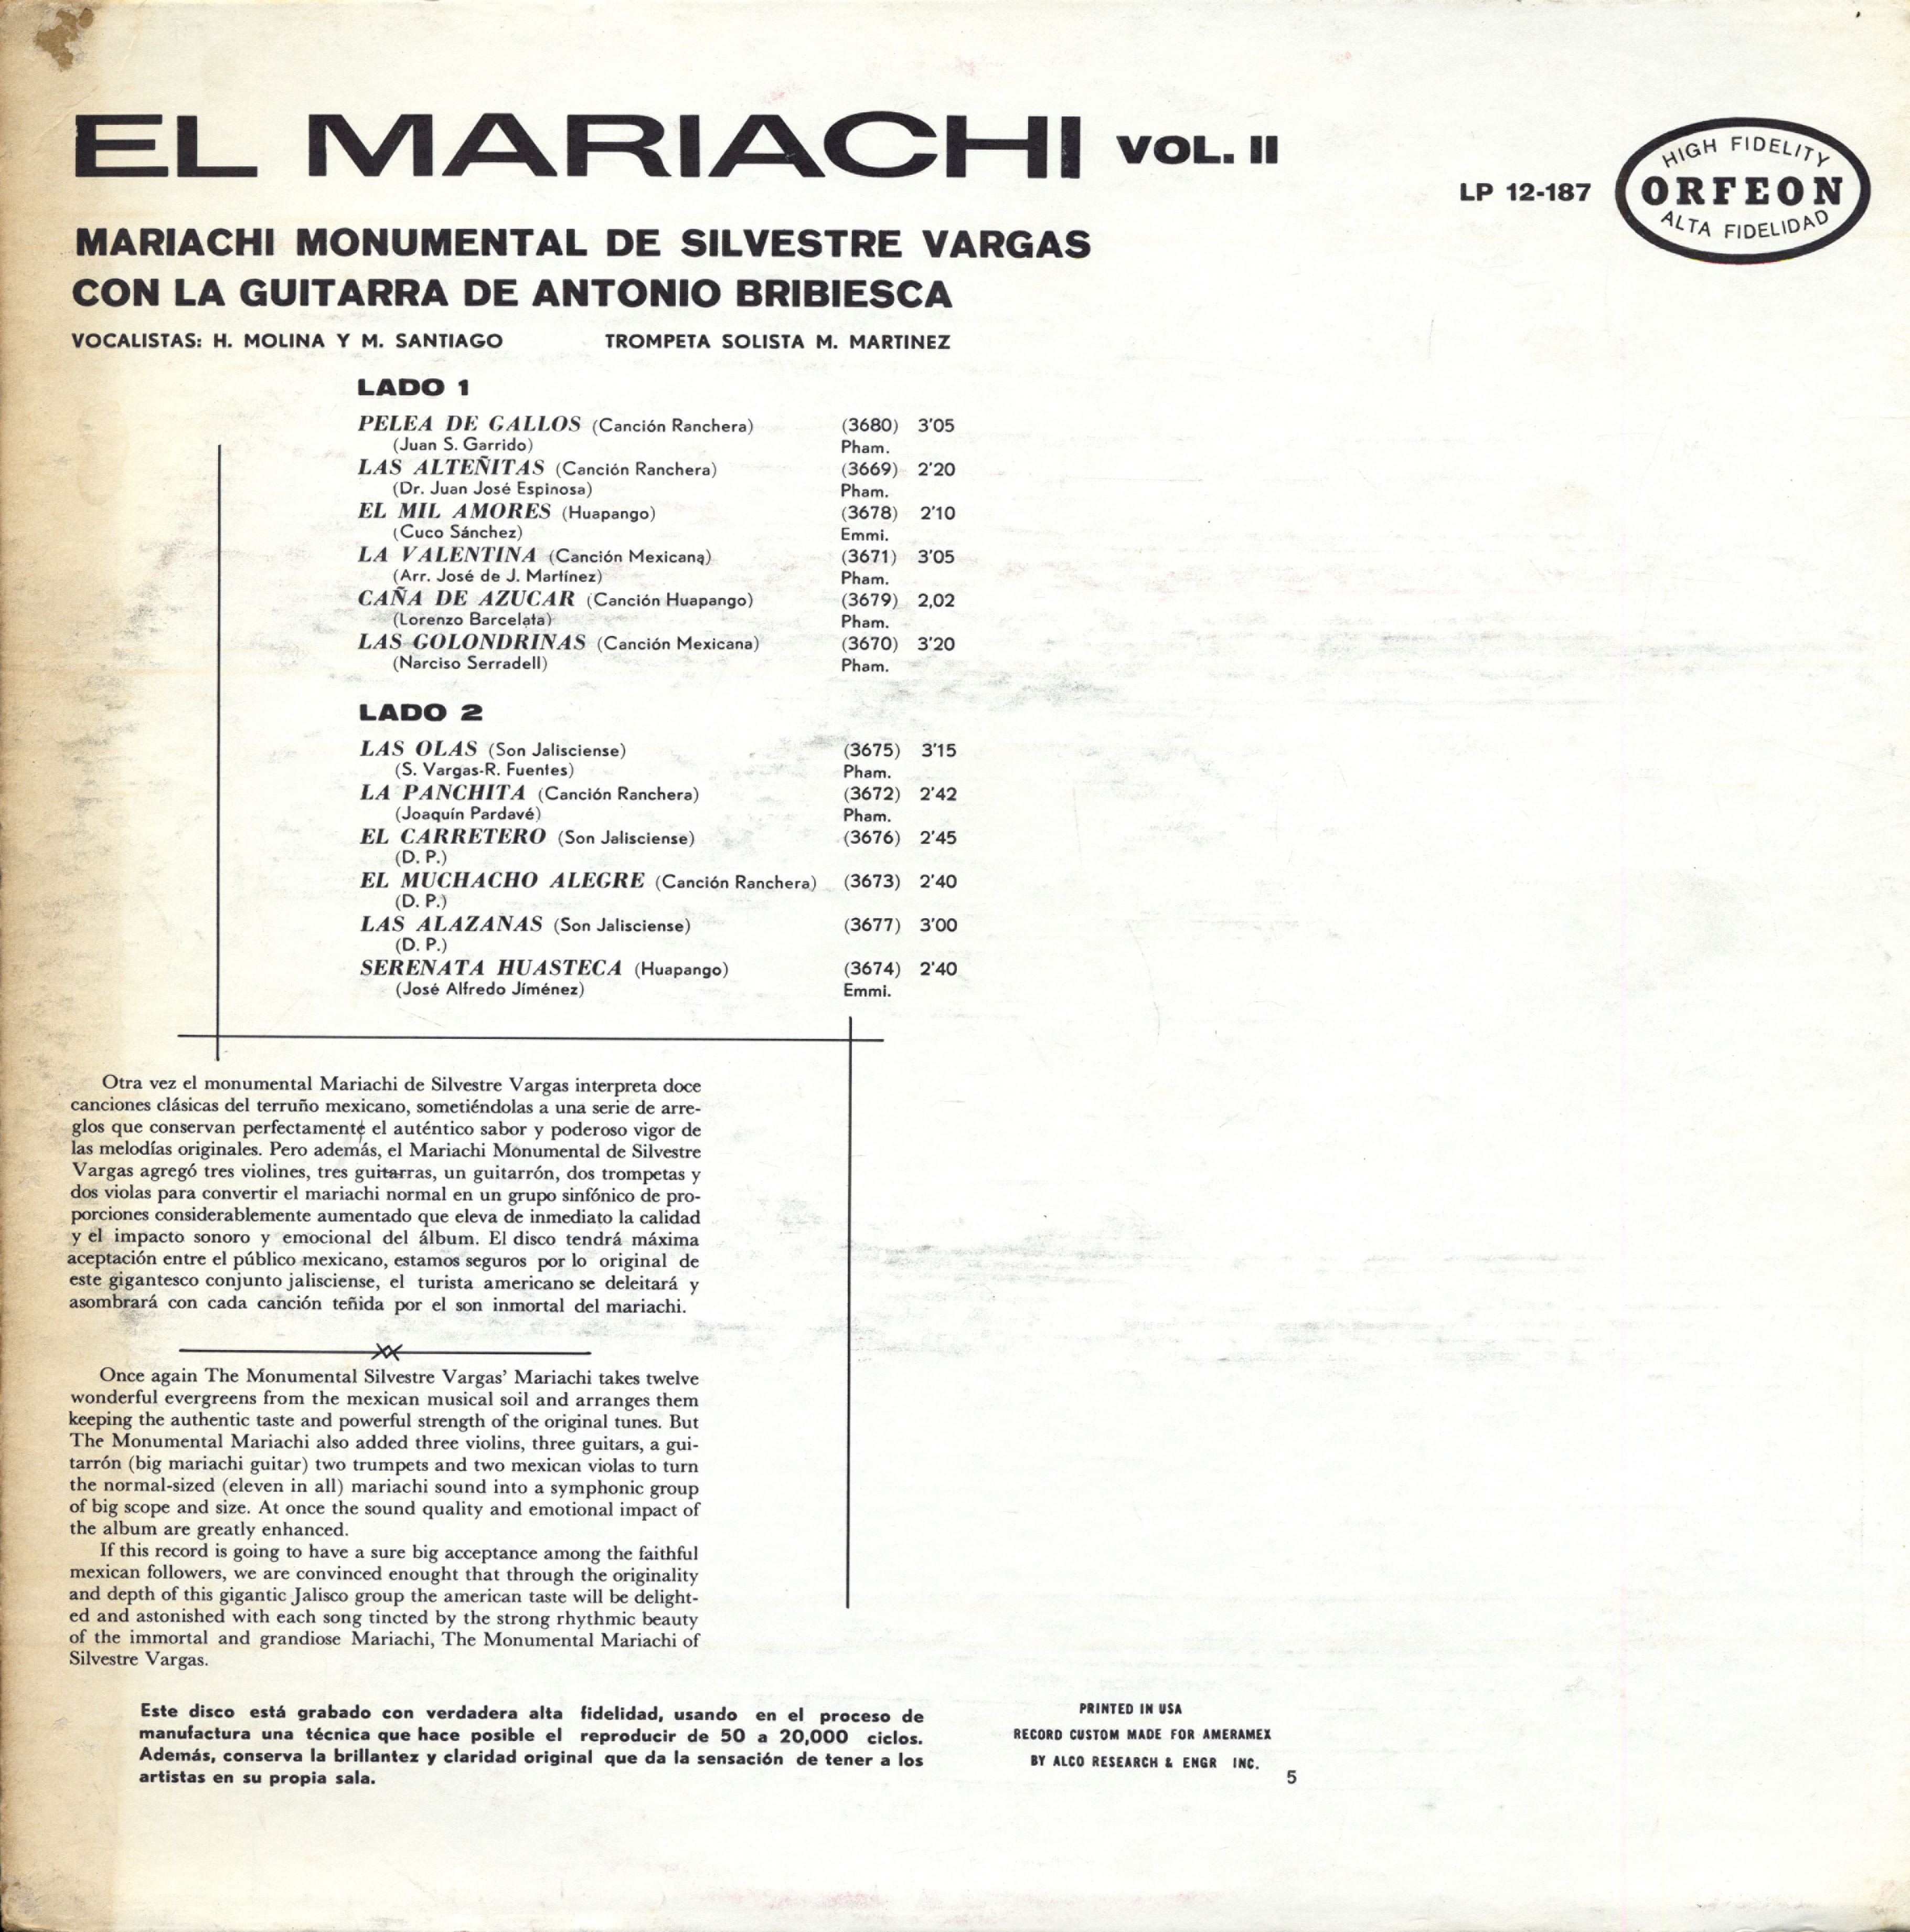 EL MARIACHI VOL. II
LP 12-187
HIGH FIDELITY
ORFEON
ALTA FIDELIDAD
MARIACHI MONUMENTAL DE SILVESTRE VARGAS
CON LA GUITARRA DE ANTONIO BRIBIESCA
VOCALISTAS: H. MOLINA Y M. SANTIAGO TROMPETA SOLISTA M. MARTINEZ
LADO 1
PELEA DE GALLOS (Canción Ranchera) (3680) 3'05
(Juan S. Garrido) Pham.
LAS ALTEÑITAS (Canción Ranchera) (3669) 2'20
(Dr. Juan José Espinosa) Pham.
EL MIL AMORES (Huapango) (3678) 2'10
(Cuco Sánchez) Emmi.
LA VALENTINA (Canción Mexicana) (3671) 3'05
(Arr. José de J. Martínez) Pham.
CAÑA DE AZUCAR (Canción Huapango) (3679) 2,02
(Lorenzo Barcelata) Pham.
LAS GOLONDRINAS (Canción Mexicana) (3670) 3'20
(Narciso Serradell) Pham.
LADO 2
LAS OLAS (Son Jalisciense) (3675) 3'15
(S. Vargas-R. Fuentes) Pham.
LA PANCHITA (Canción Ranchera) (3672) 2'42
(Joaquín Pardavé) Pham.
EL CARRETERO (Son Jalisciense) (3676) 2'45
(D. P.)
EL MUCHACHO ALEGRE (Canción Ranchera) (3673) 2'40
(D. P.)
LAS ALAZANAS (Son Jalisciense) (3677) 3'00
(D. P.)
SERENATA HUASTECA (Huapango) (3674) 2'40
(José Alfredo Jíménez) Emmi.
Otra vez el monumental Mariachi de Silvestre Vargas interpreta doce
canciones clásicas del terruño mexicano, sometiéndolas a una serie de arre-
glos que conservan perfectamente el auténtico sabor y poderoso vigor de
las melodías originales. Pero además, el Mariachi Monumental de Silvestre
Vargas agregó tres violines, tres guitarras, un guitarrón, dos trompetas y
dos violas para convertir el mariachi normal en un grupo sinfónico de pro-
porciones considerablemente aumentado que eleva de inmediato la calidad
y el impacto sonoro y emocional del álbum. El disco tendrá máxima
aceptación entre el público mexicano, estamos seguros por lo original de
este gigantesco conjunto jalisciense, el turista americano se deleitará y
asombrará con cada canción teñida por el son inmortal del mariachi.
Once again The Monumental Silvestre Vargas' Mariachi takes twelve
wonderful evergreens from the mexican musical soil and arranges them
keeping the authentic taste and powerful strength of the original tunes. But
The Monumental Mariachi also added three violins, three guitars, a gui-
tarrón (big mariachi guitar) two trumpets and two mexican violas to turn
the normal-sized (eleven in all) mariachi sound into a symphonic group
of big scope and size. At once the sound quality and emotional impact of
the album are greatly enhanced.
If this record is going to have a sure big acceptance among the faithful
mexican followers, we are convinced enought that through the originality
and depth of this gigantic Jalisco group the american taste will be delight-
ed and astonished with each song tincted by the strong rhythmic beauty
of the immortal and grandiose Mariachi, The Monumental Mariachi of
Silvestre Vargas.
Este disco está grabado con verdadera alta fidelidad, usando en el proceso de
manufactura una técnica que hace posible el reproducir de 50 a 20,000 ciclos.
Además, conserva la brillantez y claridad original que da la sensación de tener a los
artistas en su propia sala.
PRINTED IN USA
RECORD CUSTOM MADE FOR AMERAMEX
BY ALCO RESEARCH & ENGR INC.
5